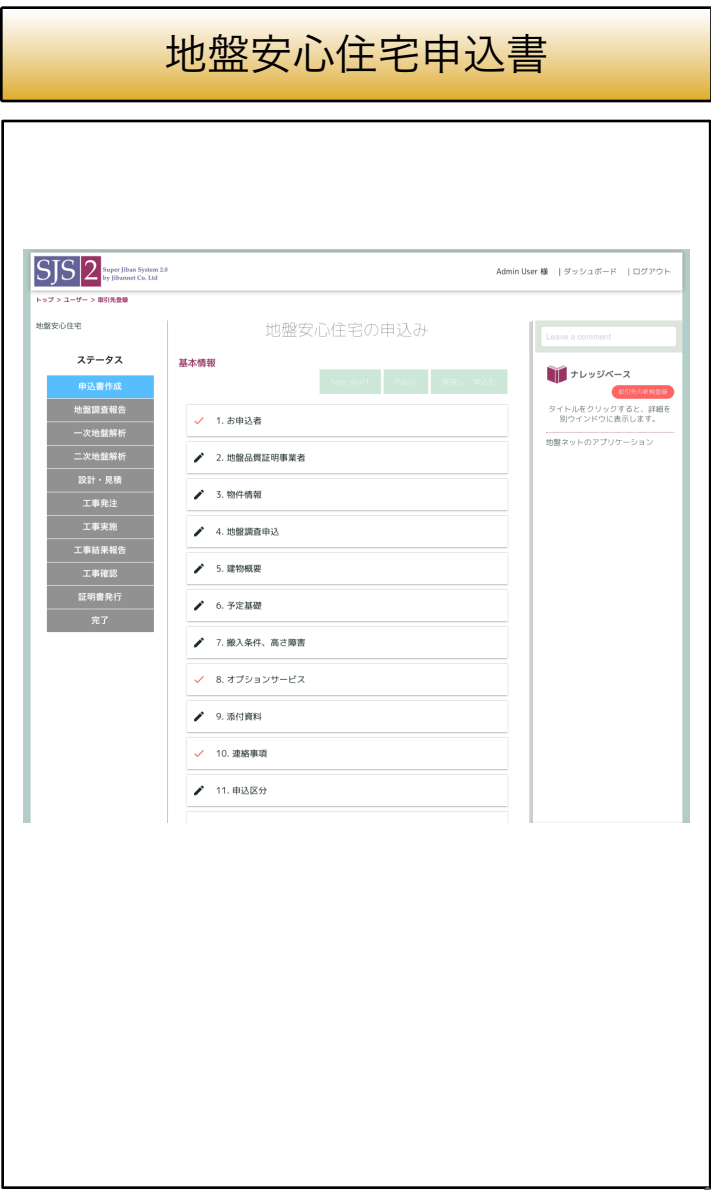 地盤安心住宅申込書
SJS 2 Super Jiban System 2.0
by Jibannet Co. Ltd
Admin User 様 | ダッシュボード | ログアウト
トップ > ユーザー > 取引先登録
地盤安心住宅
ステータス
申込書作成
地盤調査報告
一次地盤解析
二次地盤解析
設計・見積
工事発注
工事実施
工事結果報告
工事確認
証明書発行
完了
地盤安心住宅の申込み
基本情報
Save draft
Public
1. お申込者
2. 地盤品質証明事業者
3. 物件情報
4. 地盤調査申込
5. 建物概要
6. 予定基礎
7. 搬入条件、高さ障害
8. オプションサービス
9. 添付資料
10. 連絡事項
11. 申込区分
Leave a comment
ナレッジベース
取引先の新規登録
タイトルをクリックすると、詳細を
別ウインドウに表示します。
地盤ネットのアプリケーション